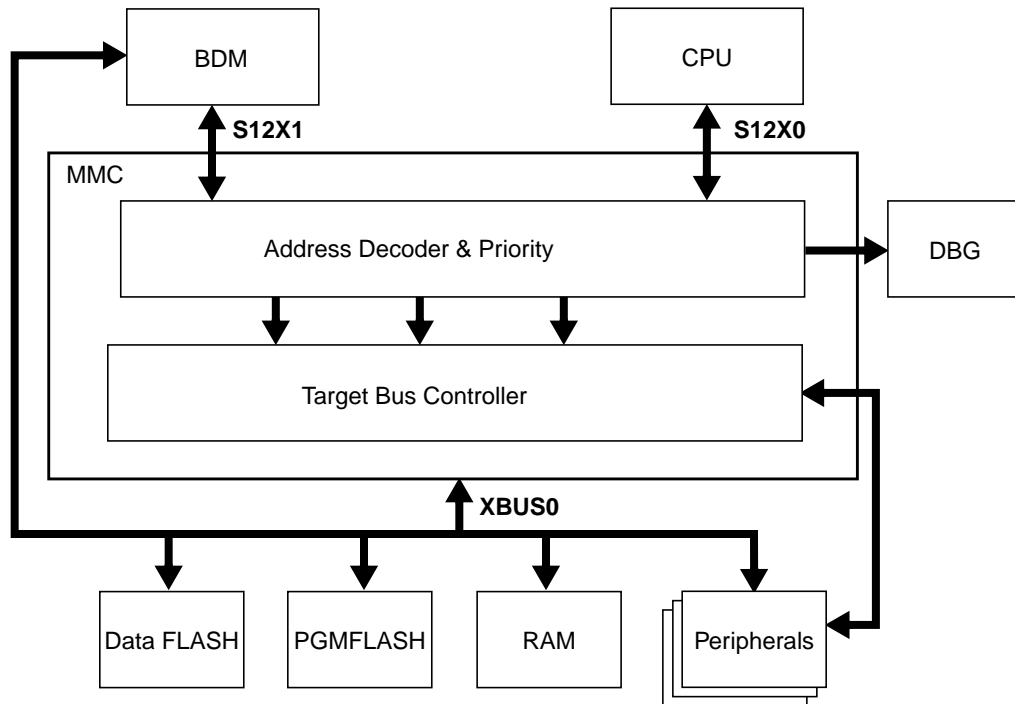 BDM
CPU
S12X1
S12X0
MMC
Address Decoder & Priority
DBG
Target Bus Controller
XBUS0
Data FLASH
PGMFLASH
RAM
Peripherals